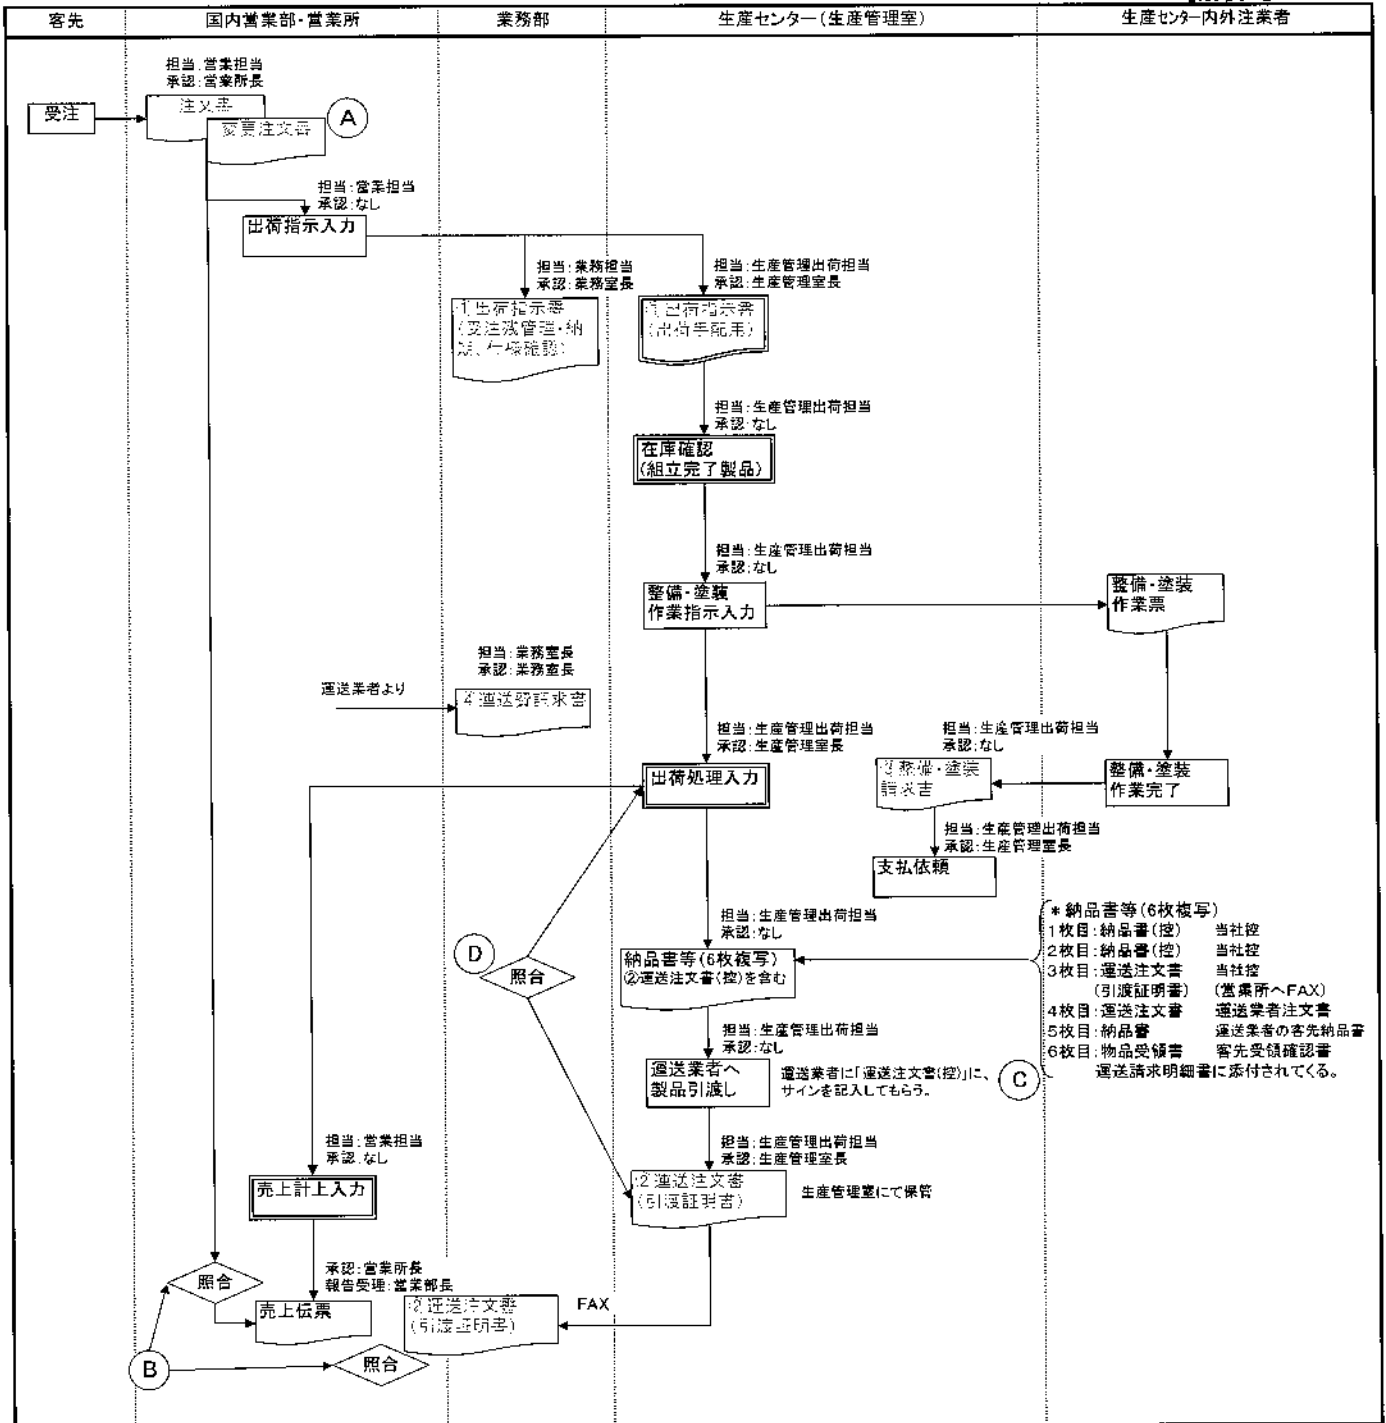 客先
国内営業部・営業所
業務部
生産センター(生産管理室)
生産センター内外注業者
担当:営業担当
承認:営業所長
受注
注文書
変更注文書
A
担当:営業担当
承認:なし
出荷指示入力
担当:業務担当
承認:業務室長
担当:生産管理出荷担当
承認:生産管理室長
①出荷指示書
(受注残管理・納
期、仕様確認)
①出荷指示書
(出荷手配用)
担当:生産管理出荷担当
承認:なし
在庫確認
(組立完了製品)
担当:生産管理出荷担当
承認:なし
整備・塗装
作業指示入力
整備・塗装
作業票
担当:業務室長
承認:業務室長
運送業者より
④運送費請求書
担当:生産管理出荷担当
承認:生産管理室長
担当:生産管理出荷担当
承認:なし
出荷処理入力
整備・塗装
請求書
整備・塗装
作業完了
担当:生産管理出荷担当
承認:生産管理室長
支払依頼
担当:生産管理出荷担当
承認:なし
D
照合
納品書等(6枚複写)
②運送注文書(控)を含む
*納品書等(6枚複写)
1枚目:納品書(控) 当社控
2枚目:納品書(控) 当社控
3枚目:運送注文書 当社控
(引渡証明書) (営業所へFAX)
4枚目:運送注文書 運送業者注文書
5枚目:納品書 運送業者の客先納品書
6枚目:物品受領書 客先受領確認書
運送請求明細書に添付されてくる。
担当:生産管理出荷担当
承認:なし
運送業者へ
製品引渡し
運送業者に「運送注文書(控)」に、
サインを記入してもらう。
C
担当:営業担当
承認:なし
担当:生産管理出荷担当
承認:生産管理室長
売上計上入力
②運送注文書
(引渡証明書)
生産管理室にて保管
照合
承認:営業所長
報告受理:営業部長
売上伝票
②運送注文書
(引渡証明書)
FAX
B
照合